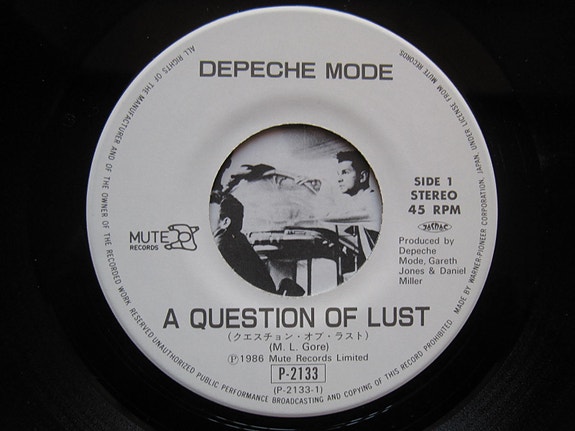 DEPECHE MODE
SIDE 1
STEREO
45 RPM
JASRAC
MUTE
RECORDS
Produced by
Depeche
Mode, Gareth
Jones & Daniel
Miller
A QUESTION OF LUST
(クエスチョン・オブ・ラスト)
(M. L. Gore)
Ⓟ1986 Mute Records Limited
P-2133
(P-2133-1)
ALL RIGHTS OF THE MANUFACTURER AND OF THE OWNER OF THE RECORDED WORK RESERVED UNAUTHORIZED PUBLIC PERFORMANCE BROADCASTING AND COPYING OF THIS RECORD PROHIBITED
MADE BY WARNER-PIONEER CORPORATION, JAPAN, UNDER LICENSE FROM MUTE RECORDS